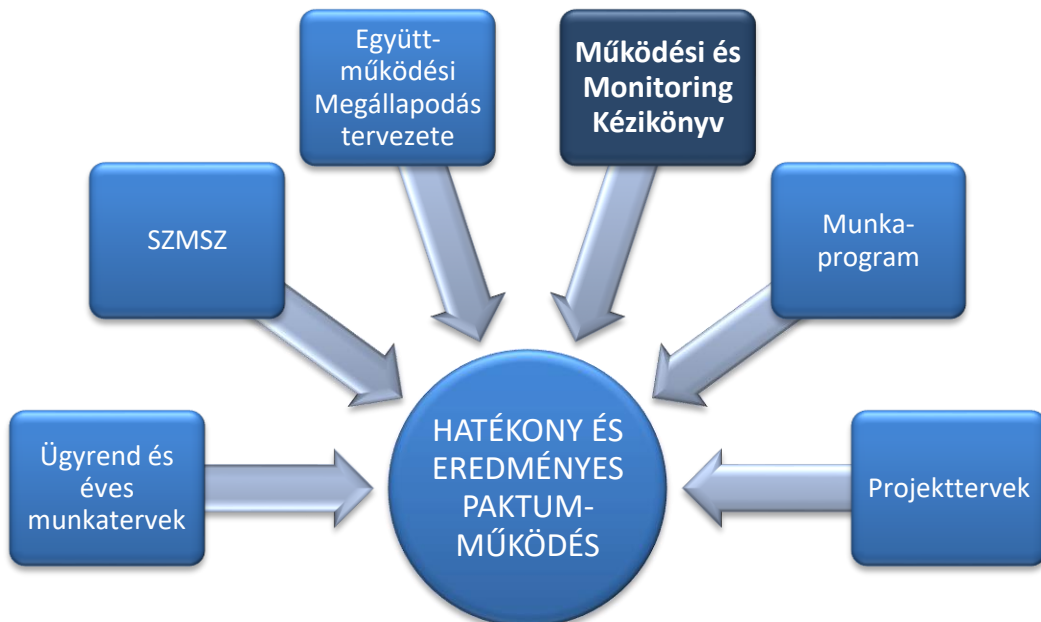 Együtt-
működési
Megállapodás
tervezete
Működési és
Monitoring
Kézikönyv
SZMSZ
Munka-
program
Ügyrend és
éves
munkatervek
HATÉKONY ÉS
EREDMÉNYES
PAKTUM-
MŰKÖDÉS
Projekttervek